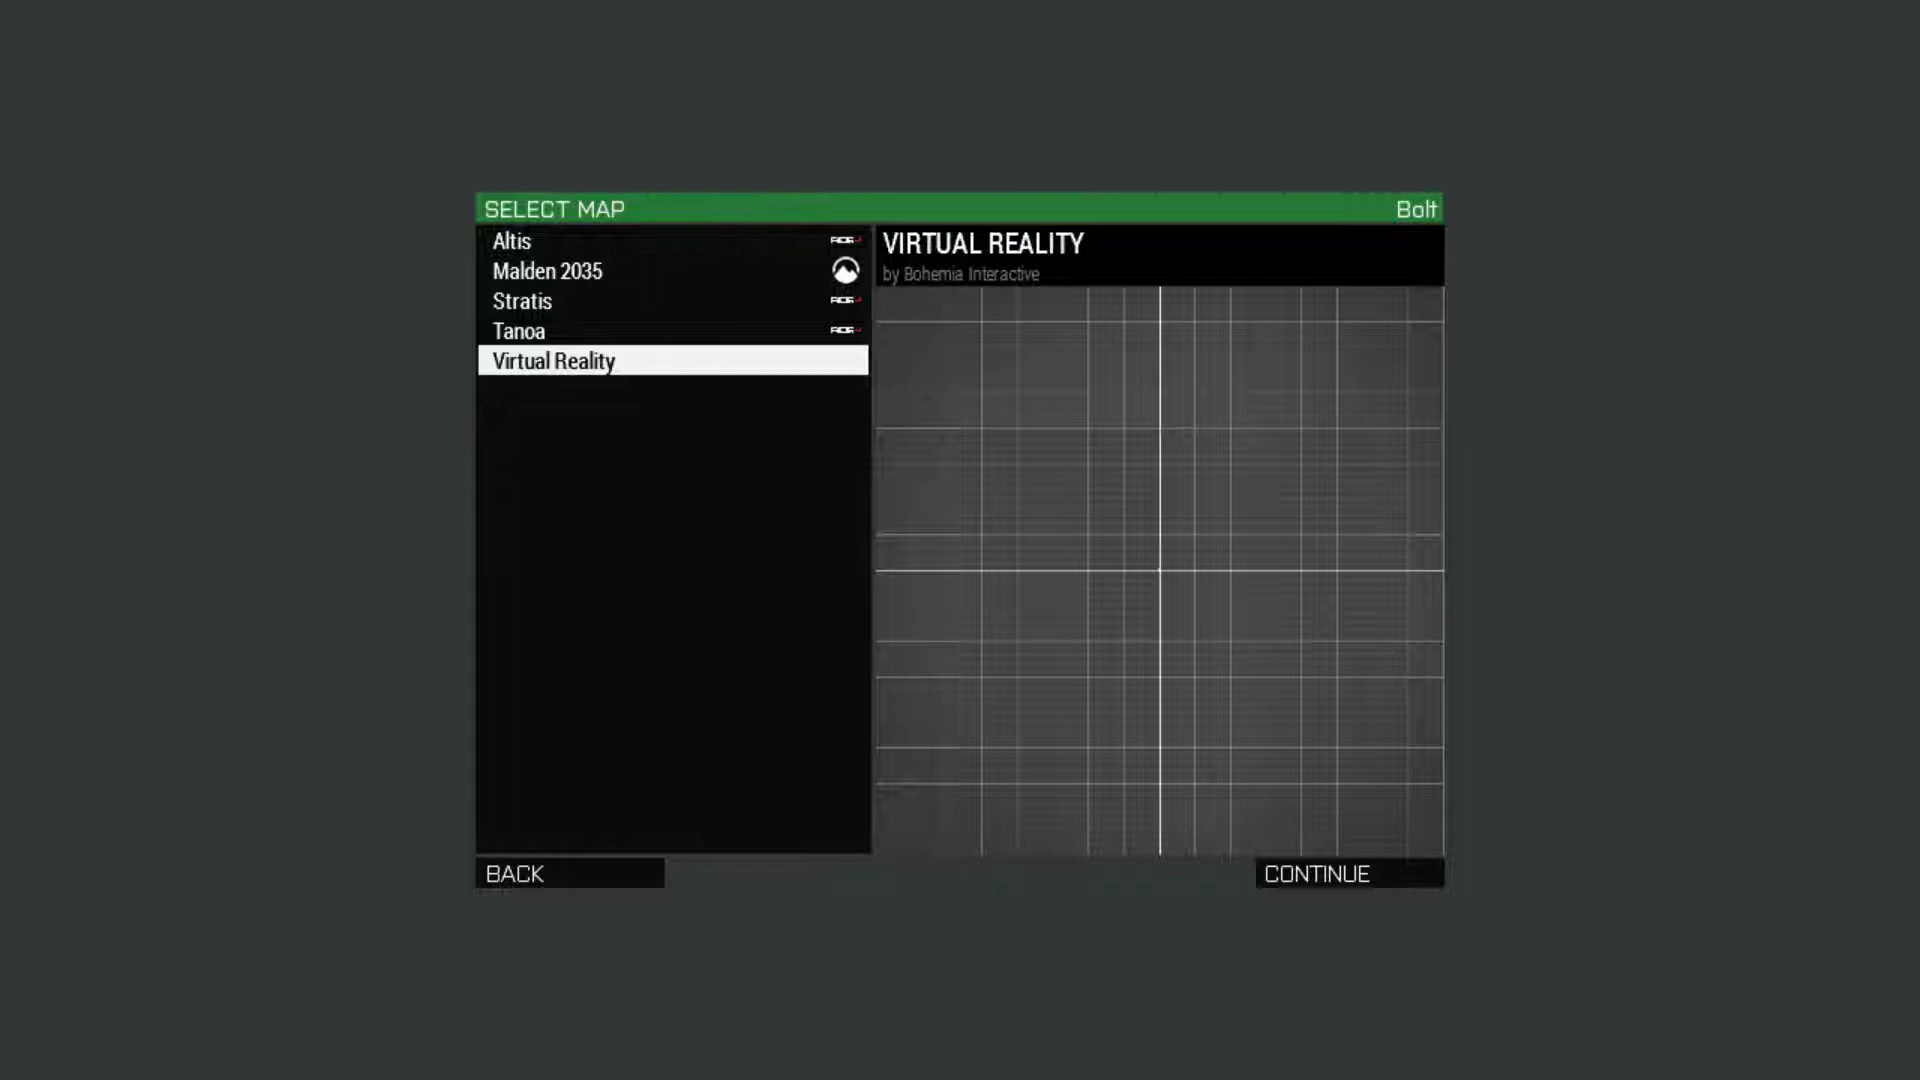 SELECT MAP
Bolt
Altis
Malden 2035
Stratis
Tanoa
Virtual Reality
VIRTUAL REALITY
by Bohemia Interactive
BACK
CONTINUE